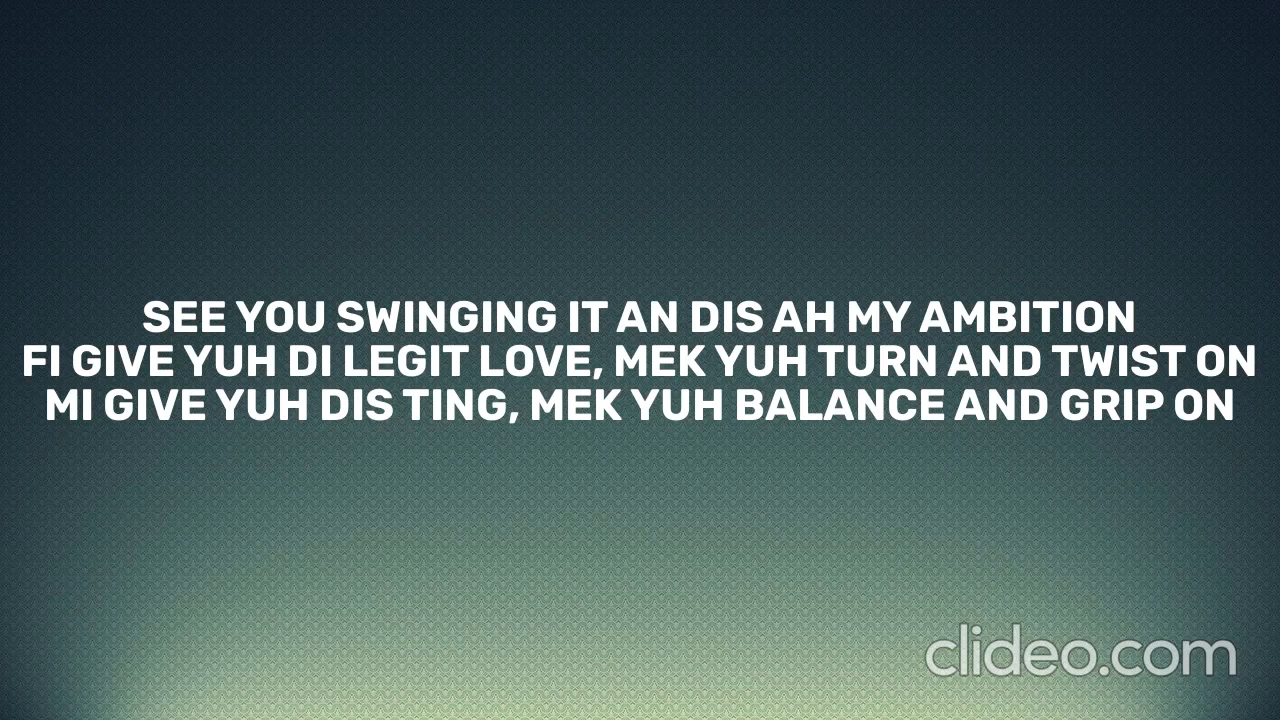 SEE YOU SWINGING IT AN DIS AH MY AMBITION
FI GIVE YUH DI LEGIT LOVE, MEK YUH TURN AND TWIST ON
MI GIVE YUH DIS TING, MEK YUH BALANCE AND GRIP ON
clideo.com